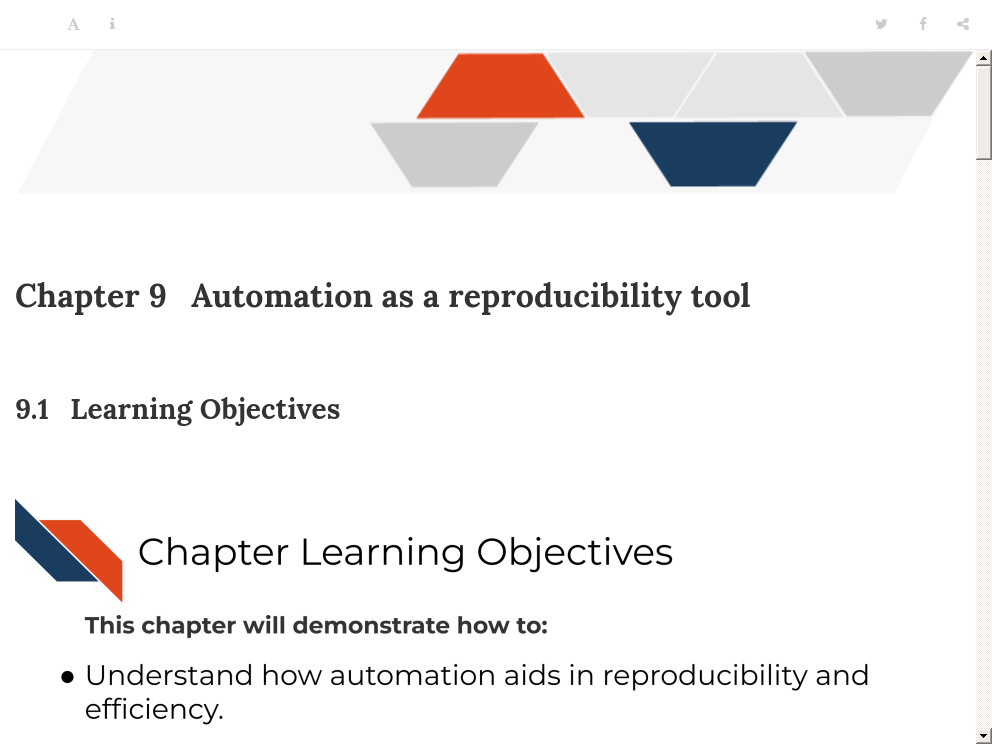 Chapter 9 Automation as a reproducibility tool
9.1 Learning Objectives
Chapter Learning Objectives
This chapter will demonstrate how to:
● Understand how automation aids in reproducibility and
efficiency.